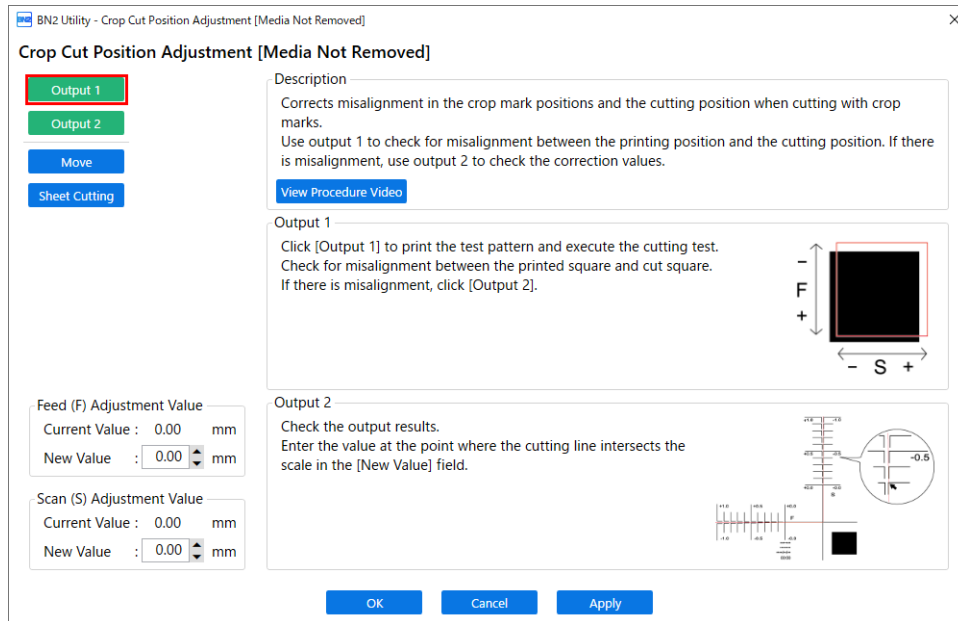 BN2 Utility - Crop Cut Position Adjustment [Media Not Removed]
Crop Cut Position Adjustment [Media Not Removed]
Output 1
Output 2
Move
Sheet Cutting
Description
Corrects misalignment in the crop mark positions and the cutting position when cutting with crop
marks.
Use output 1 to check for misalignment between the printing position and the cutting position. If there
is misalignment, use output 2 to check the correction values.
View Procedure Video
Output 1
Click [Output 1] to print the test pattern and execute the cutting test.
Check for misalignment between the printed square and cut square.
If there is misalignment, click [Output 2].
–
F
+
– S +
Feed (F) Adjustment Value
Current Value : 0.00 mm
New Value : 0.00 mm
Scan (S) Adjustment Value
Current Value : 0.00 mm
New Value : 0.00 mm
Output 2
Check the output results.
Enter the value at the point where the cutting line intersects the
scale in the [New Value] field.
-0.5
S
F
OK
Cancel
Apply